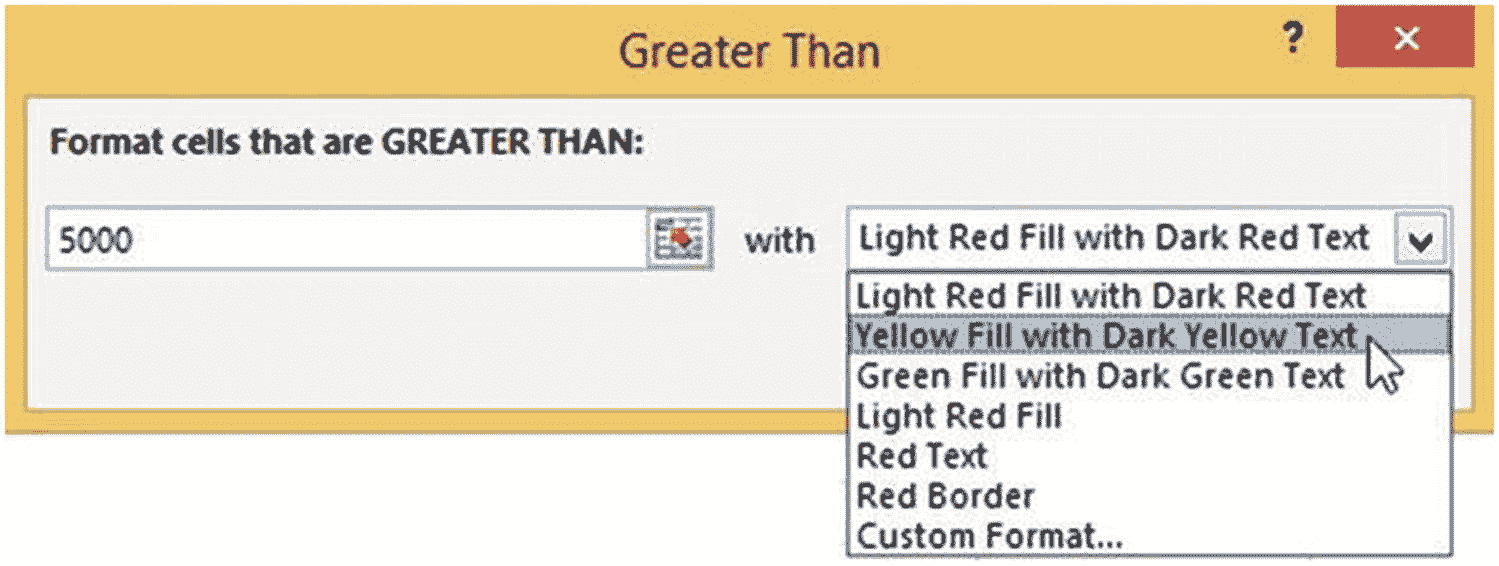 Greater Than
?
Format cells that are GREATER THAN:
5000 with Light Red Fill with Dark Red Text
Light Red Fill with Dark Red Text
Yellow Fill with Dark Yellow Text
Green Fill with Dark Green Text
Light Red Fill
Red Text
Red Border
Custom Format...